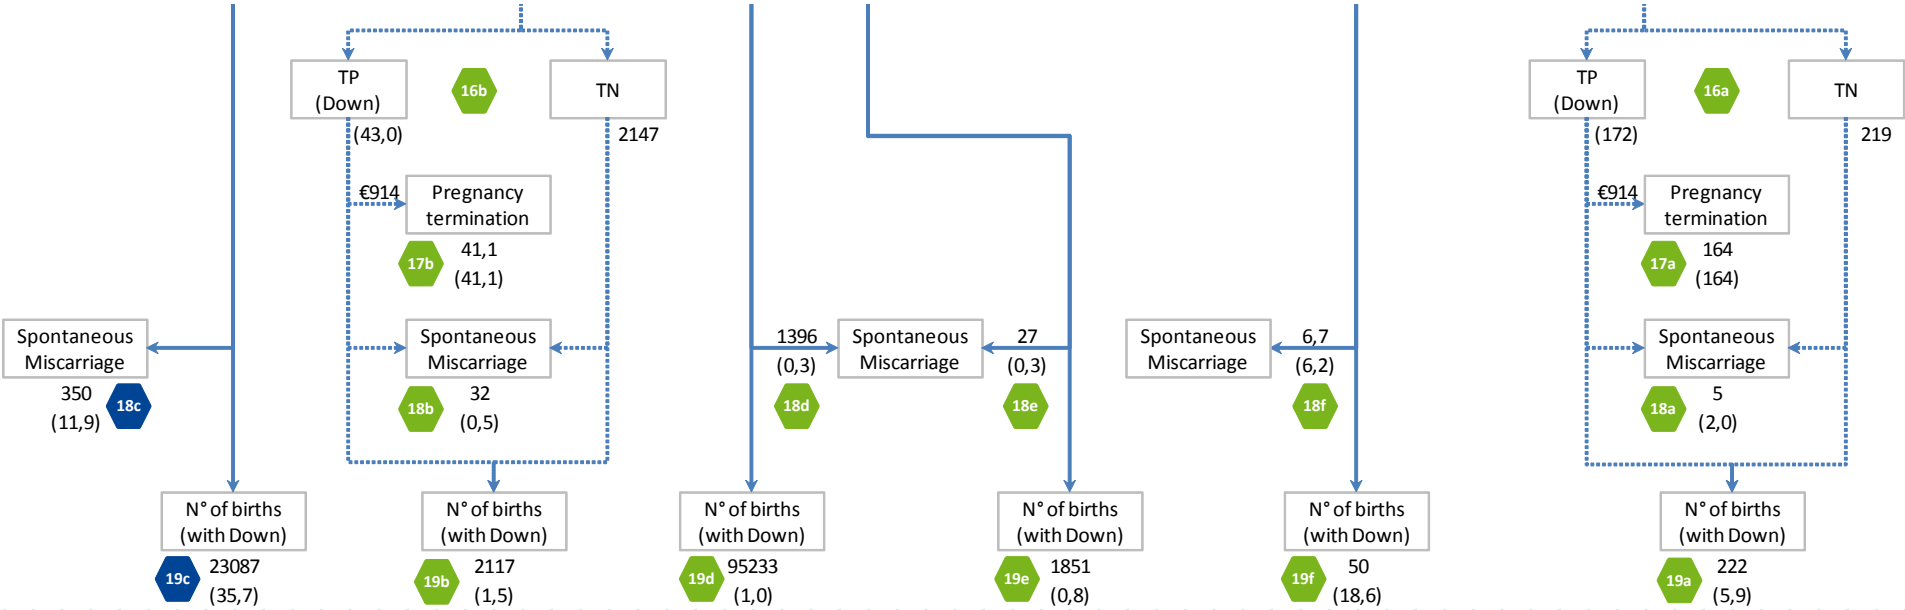 TP
(Down)
16b
TN
TP
(Down)
16a
TN
(43,0)
2147
(172)
219
€914
Pregnancy
termination
€914
Pregnancy
termination
17b
41,1
(41,1)
17a
164
(164)
Spontaneous
Miscarriage
350
(11,9)
18c
Spontaneous
Miscarriage
18b
32
(0,5)
1396
(0,3)
18d
Spontaneous
Miscarriage
27
(0,3)
18e
Spontaneous
Miscarriage
6,7
(6,2)
18f
Spontaneous
Miscarriage
18a
5
(2,0)
N° of births
(with Down)
19c
23087
(35,7)
N° of births
(with Down)
19b
2117
(1,5)
N° of births
(with Down)
19d
95233
(1,0)
N° of births
(with Down)
19e
1851
(0,8)
N° of births
(with Down)
19f
50
(18,6)
N° of births
(with Down)
19a
222
(5,9)